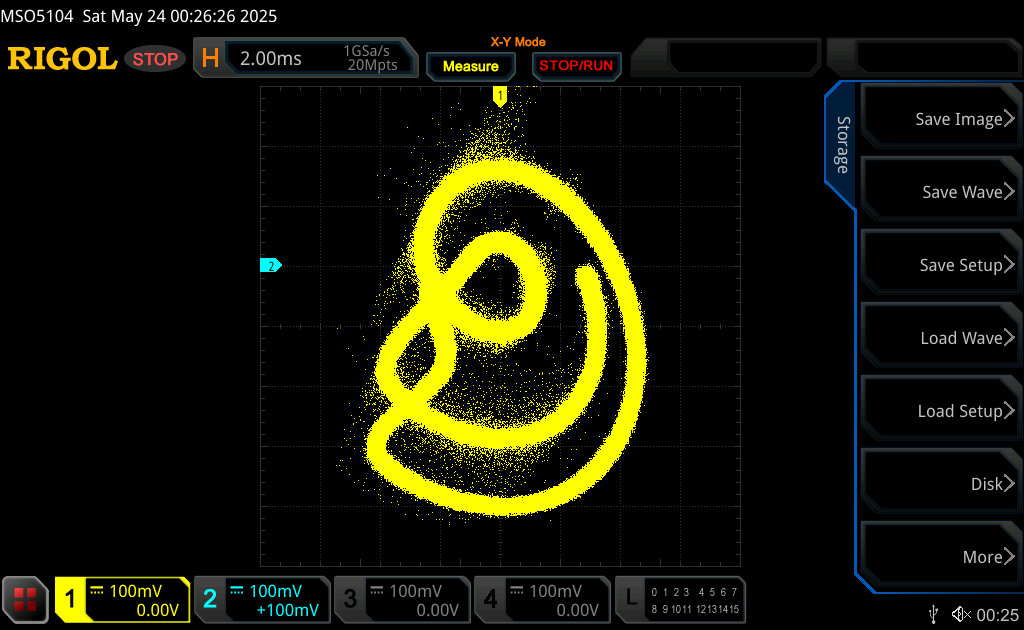 MSO5104 Sat May 24 00:26:26 2025
X-Y Mode
RIGOL STOP H 2.00ms 1GSa/s 20Mpts Measure STOP/RUN
1
2
Storage
Save Image
Save Wave
Save Setup
Load Wave
Load Setup
Disk
More
1 100mV 0.00V
2 100mV +100mV
3 100mV 0.00V
4 100mV 0.00V
L 0 1 2 3 4 5 6 7
8 9 10 11 12 13 14 15
00:25